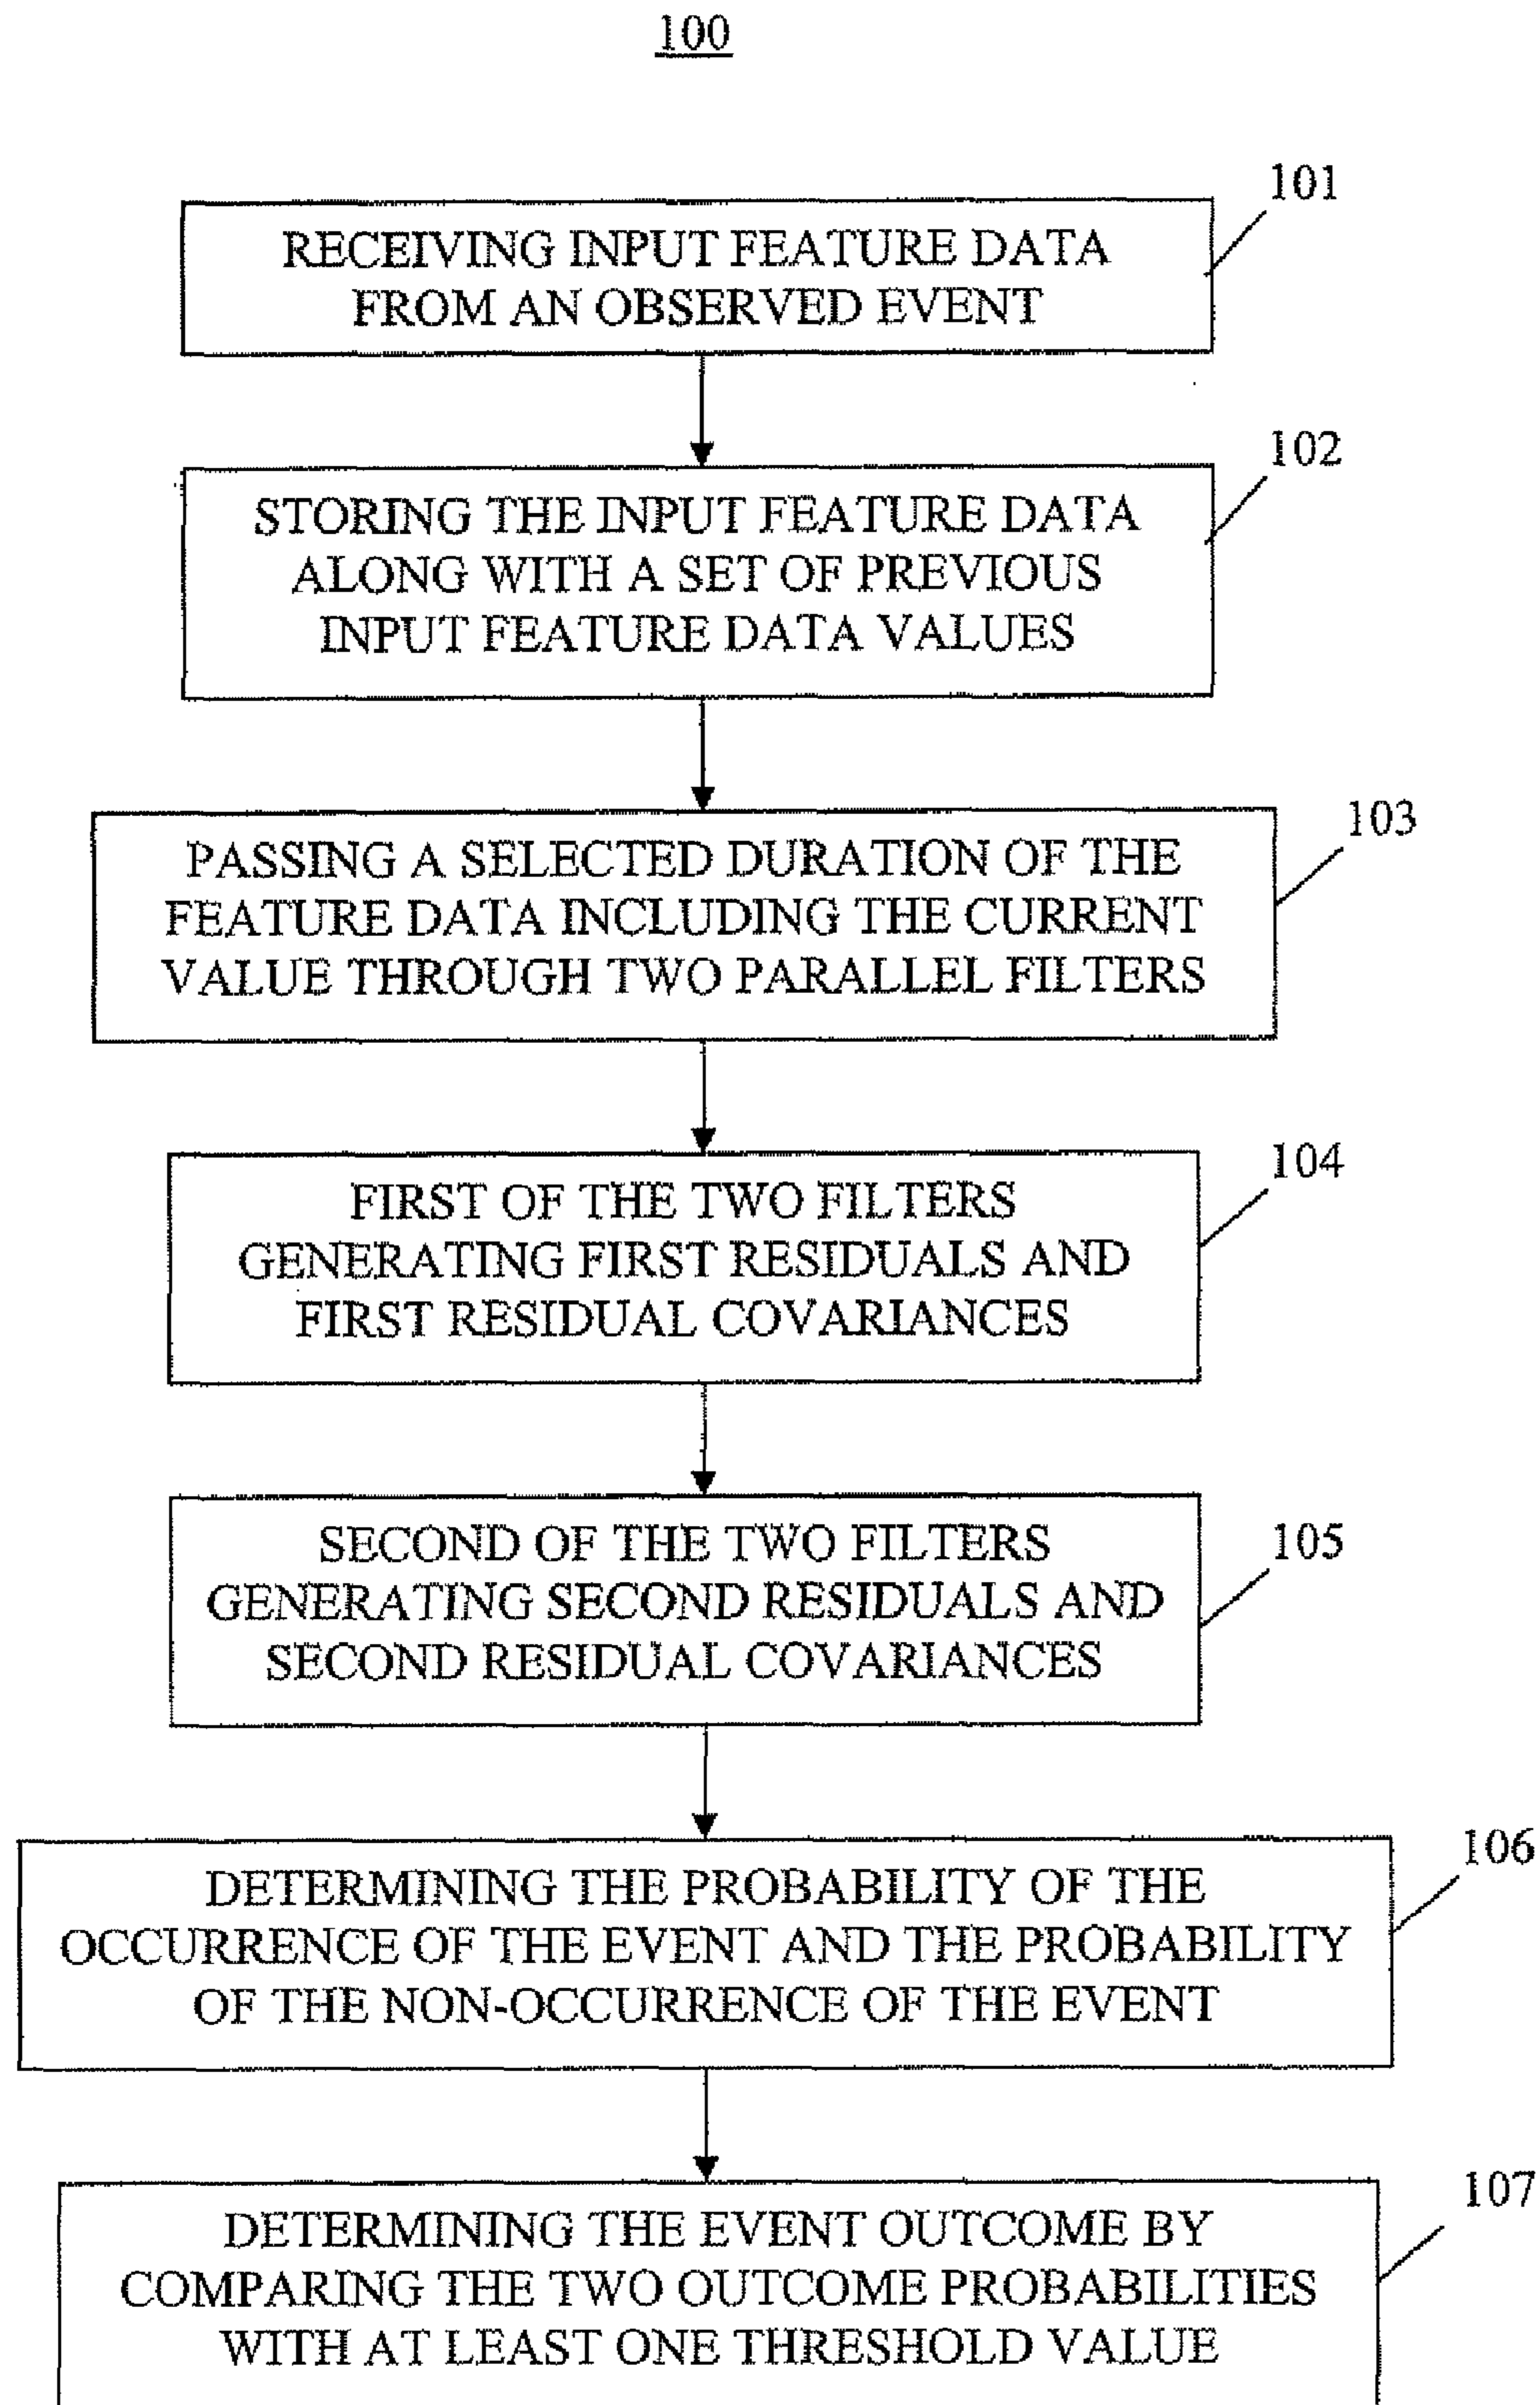 100
101
RECEIVING INPUT FEATURE DATA
FROM AN OBSERVED EVENT
102
STORING THE INPUT FEATURE DATA
ALONG WITH A SET OF PREVIOUS
INPUT FEATURE DATA VALUES
103
PASSING A SELECTED DURATION OF THE
FEATURE DATA INCLUDING THE CURRENT
VALUE THROUGH TWO PARALLEL FILTERS
104
FIRST OF THE TWO FILTERS
GENERATING FIRST RESIDUALS AND
FIRST RESIDUAL COVARIANCES
105
SECOND OF THE TWO FILTERS
GENERATING SECOND RESIDUALS AND
SECOND RESIDUAL COVARIANCES
106
DETERMINING THE PROBABILITY OF THE
OCCURRENCE OF THE EVENT AND THE PROBABILITY
OF THE NON-OCCURRENCE OF THE EVENT
107
DETERMINING THE EVENT OUTCOME BY
COMPARING THE TWO OUTCOME PROBABILITIES
WITH AT LEAST ONE THRESHOLD VALUE